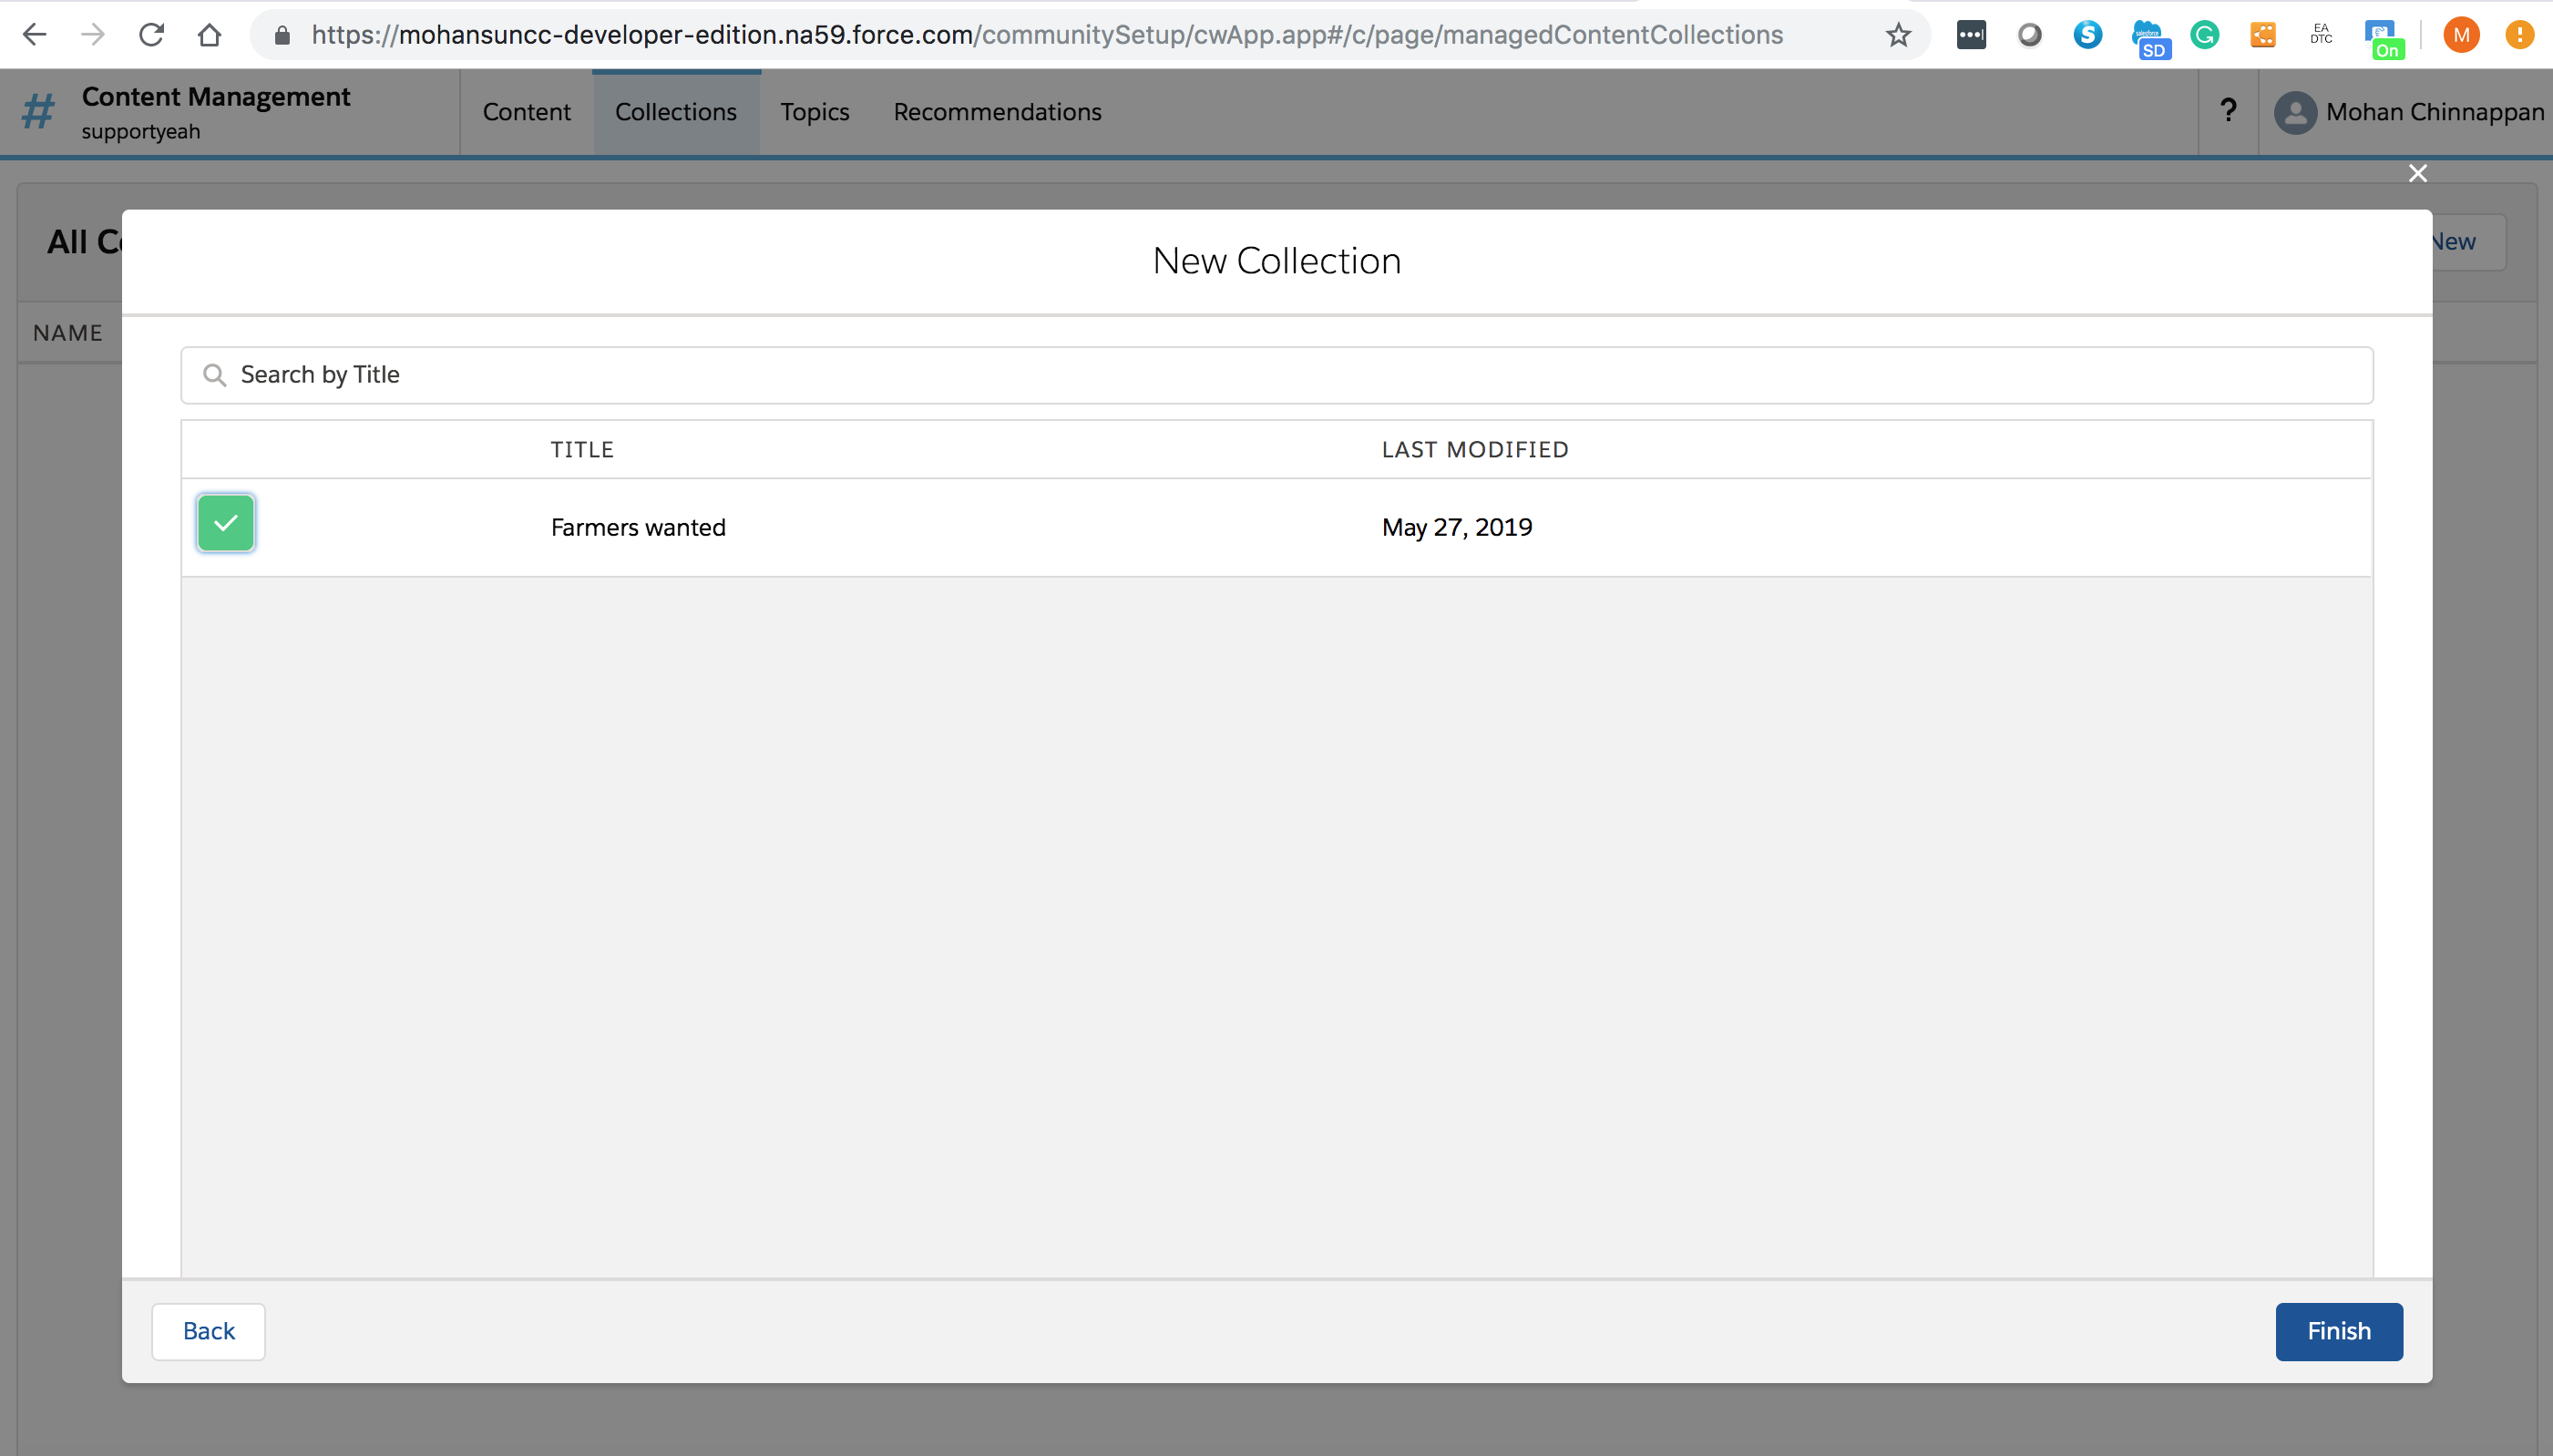 https://mohansuncc-developer-edition.na59.force.com/communitySetup/cwApp.app#/c/page/managedContentCollections
S
salesforce
SD
G
EA
DTC
On
M
!
# Content Management
supportyeah
Content
Collections
Topics
Recommendations
?
Mohan Chinnappan
All Co
New
NAME
New Collection
Search by Title
TITLE
LAST MODIFIED
Farmers wanted
May 27, 2019
Back
Finish